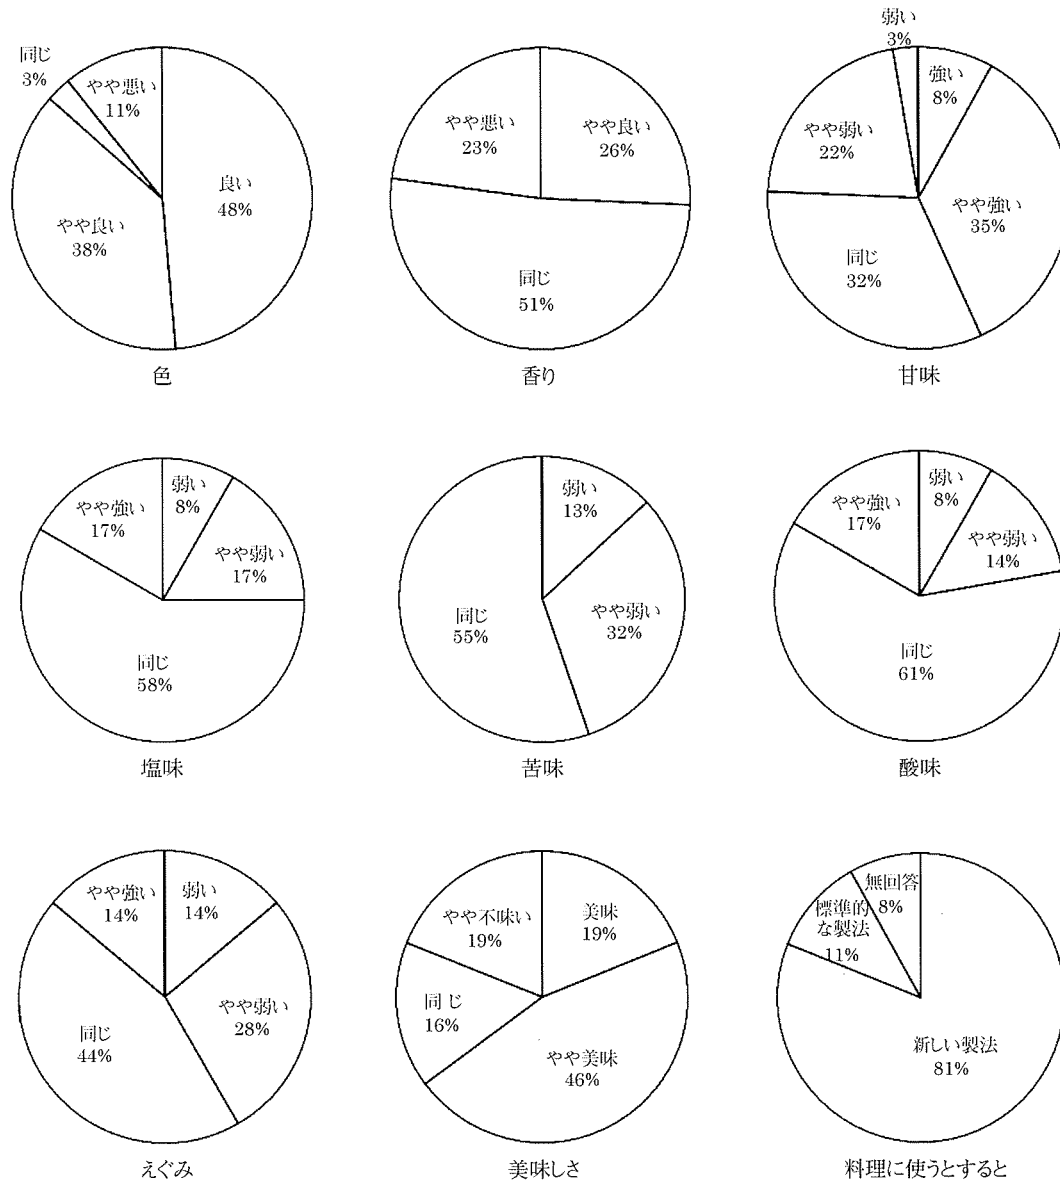 同じ
3%
やや悪い
11%
良い
48%
やや良い
38%
色
やや悪い
23%
やや良い
26%
同じ
51%
香り
弱い
3%
強い
8%
やや弱い
22%
やや強い
35%
同じ
32%
甘味
やや強い
17%
弱い
8%
やや弱い
17%
同じ
58%
塩味
弱い
13%
同じ
55%
やや弱い
32%
苦味
やや強い
17%
弱い
8%
やや弱い
14%
同じ
61%
酸味
やや強い
14%
弱い
14%
やや弱い
28%
同じ
44%
えぐみ
やや不味い
19%
美味
19%
同じ
16%
やや美味
46%
美味しさ
無回答
8%
標準的
な製法
11%
新しい製法
81%
料理に使うとすると